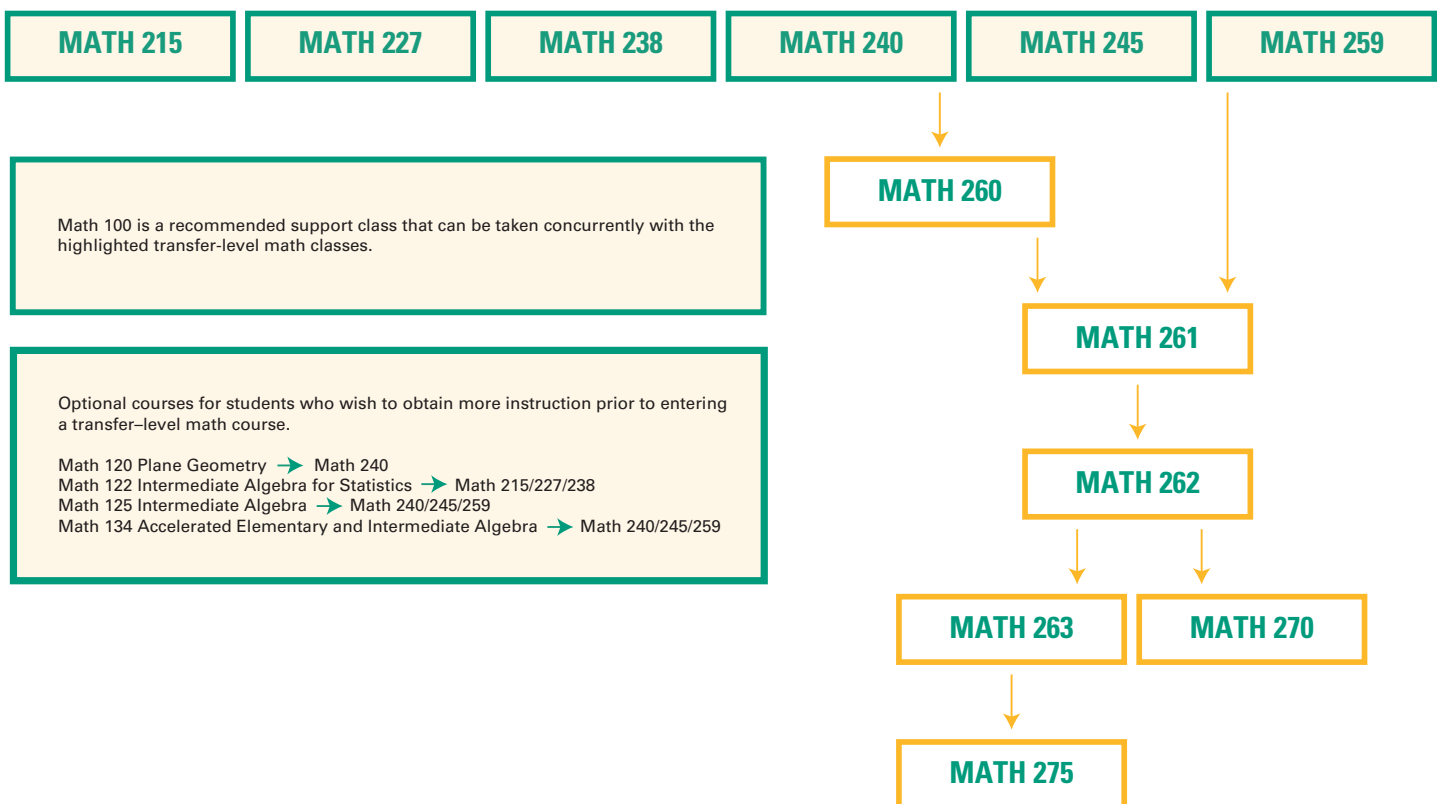 MATH 215
MATH 227
MATH 238
MATH 240
MATH 245
MATH 259
MATH 260
Math 100 is a recommended support class that can be taken concurrently with the
highlighted transfer-level math classes.
MATH 261
Optional courses for students who wish to obtain more instruction prior to entering
a transfer–level math course.
Math 120 Plane Geometry → Math 240
Math 122 Intermediate Algebra for Statistics → Math 215/227/238
Math 125 Intermediate Algebra → Math 240/245/259
Math 134 Accelerated Elementary and Intermediate Algebra → Math 240/245/259
MATH 262
MATH 263
MATH 270
MATH 275